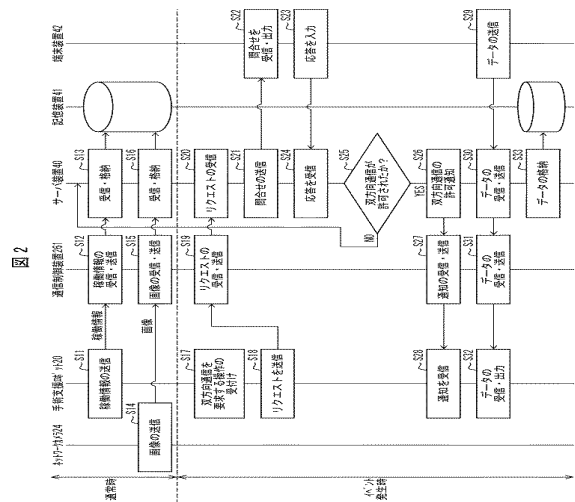 図 2
ネットワークカメラ24
手術支援ロボット20
通信制御装置261
サーバ装置40
記憶装置41
端末装置42
通常時
S11
稼働情報の送信
稼働情報
S12
稼働情報の
受信・送信
S13
受信・格納
S14
画像の送信
画像
S15
画像の受信・送信
S16
受信・格納
イベント
発生時
S17
双方向通信を
要求する操作の
受付け
S18
リクエストを送信
S19
リクエストの
受信・送信
S20
リクエストの受信
S21
問合せの送信
S22
問合せを
受信・出力
S23
応答を入力
S24
応答を受信
S25
双方向通信が
許可されたか?
NO
YES
S26
双方向通信の
許可通知
S27
通知の受信・送信
S28
通知を受信
S29
データの送信
S30
データの
受信・送信
S31
データの
受信・送信
S32
データの
受信・出力
S33
データの格納